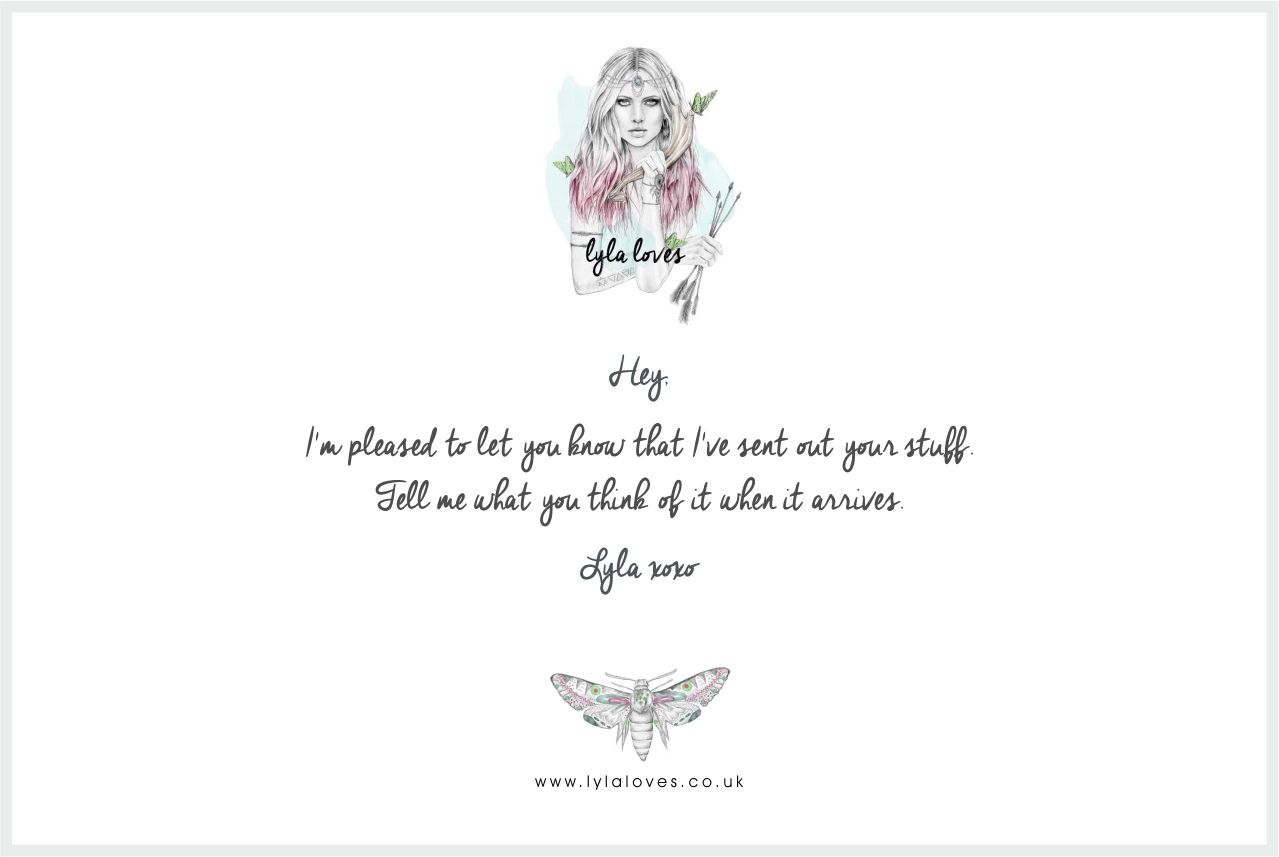 lyla loves
Hey,
I'm pleased to let you know that I've sent out your stuff.
Tell me what you think of it when it arrives.
Lyla xoxo
www.lylaloves.co.uk